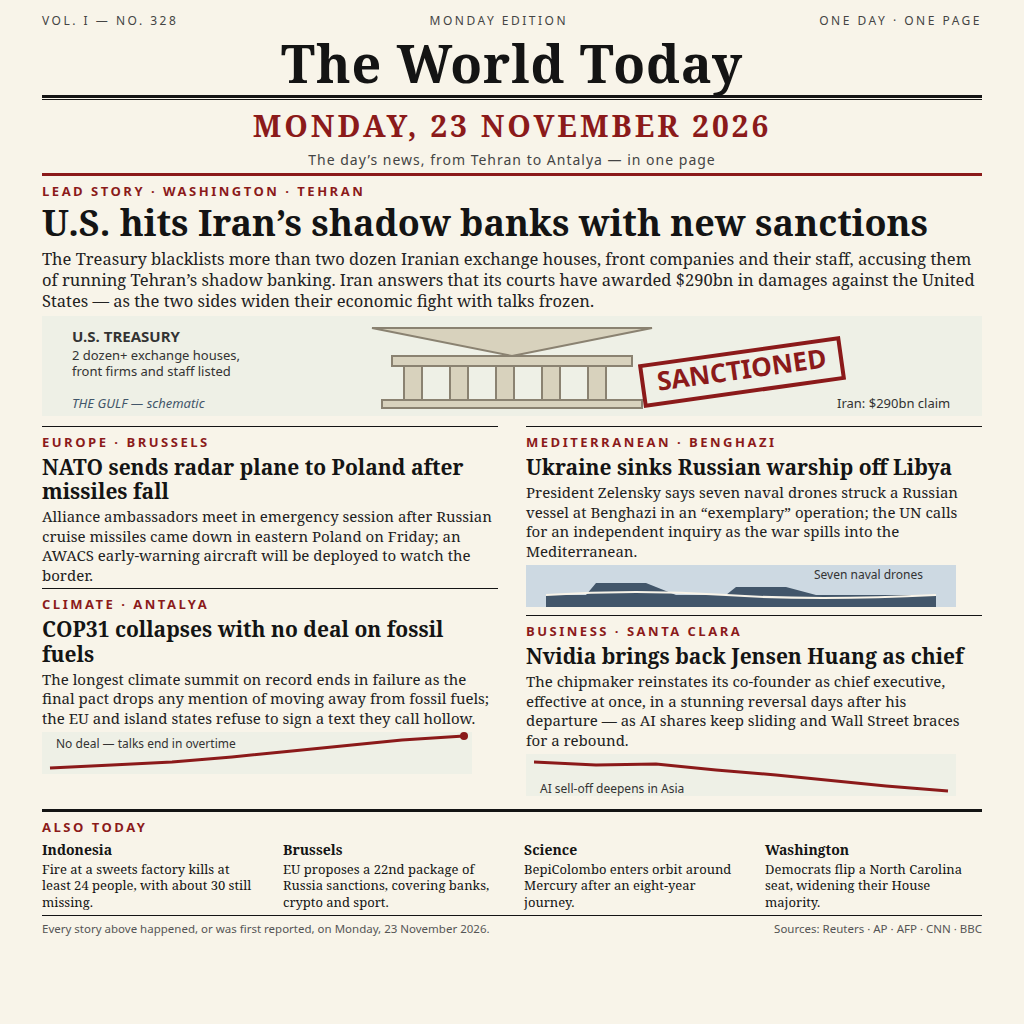 VOL. I — NO. 328
MONDAY EDITION
ONE DAY · ONE PAGE
The World Today
MONDAY, 23 NOVEMBER 2026
The day’s news, from Tehran to Antalya — in one page
LEAD STORY · WASHINGTON · TEHRAN
U.S. hits Iran’s shadow banks with new sanctions
The Treasury blacklists more than two dozen Iranian exchange houses, front companies and their staff, accusing them
of running Tehran’s shadow banking. Iran answers that its courts have awarded $290bn in damages against the United
States — as the two sides widen their economic fight with talks frozen.
U.S. TREASURY
2 dozen+ exchange houses,
front firms and staff listed
THE GULF — schematic
SANCTIONED
Iran: $290bn claim
EUROPE · BRUSSELS
NATO sends radar plane to Poland after
missiles fall
Alliance ambassadors meet in emergency session after Russian
cruise missiles came down in eastern Poland on Friday; an
AWACS early-warning aircraft will be deployed to watch the
border.
CLIMATE · ANTALYA
COP31 collapses with no deal on fossil
fuels
The longest climate summit on record ends in failure as the
final pact drops any mention of moving away from fossil fuels;
the EU and island states refuse to sign a text they call hollow.
No deal — talks end in overtime
MEDITERRANEAN · BENGHAZI
Ukraine sinks Russian warship off Libya
President Zelensky says seven naval drones struck a Russian
vessel at Benghazi in an “exemplary” operation; the UN calls
for an independent inquiry as the war spills into the
Mediterranean.
Seven naval drones
BUSINESS · SANTA CLARA
Nvidia brings back Jensen Huang as chief
The chipmaker reinstates its co-founder as chief executive,
effective at once, in a stunning reversal days after his
departure — as AI shares keep sliding and Wall Street braces
for a rebound.
AI sell-off deepens in Asia
ALSO TODAY
Indonesia
Fire at a sweets factory kills at
least 24 people, with about 30 still
missing.
Brussels
EU proposes a 22nd package of
Russia sanctions, covering banks,
crypto and sport.
Science
BepiColombo enters orbit around
Mercury after an eight-year
journey.
Washington
Democrats flip a North Carolina
seat, widening their House
majority.
Every story above happened, or was first reported, on Monday, 23 November 2026.
Sources: Reuters · AP · AFP · CNN · BBC